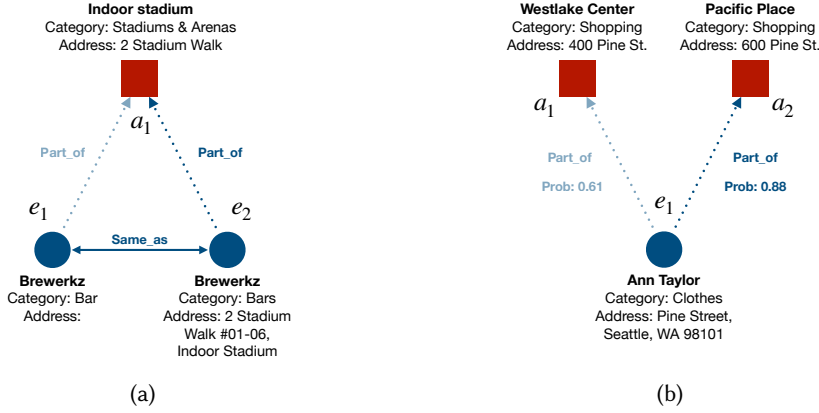 Indoor stadium
Category: Stadiums & Arenas
Address: 2 Stadium Walk
a1
Part_of
Part_of
e1
e2
Same_as
Brewerkz
Category: Bar
Address:
Brewerkz
Category: Bars
Address: 2 Stadium
Walk #01-06,
Indoor Stadium
(a)
Westlake Center
Category: Shopping
Address: 400 Pine St.
Pacific Place
Category: Shopping
Address: 600 Pine St.
a1
a2
Part_of
Prob: 0.61
Part_of
Prob: 0.88
e1
Ann Taylor
Category: Clothes
Address: Pine Street,
Seattle, WA 98101
(b)